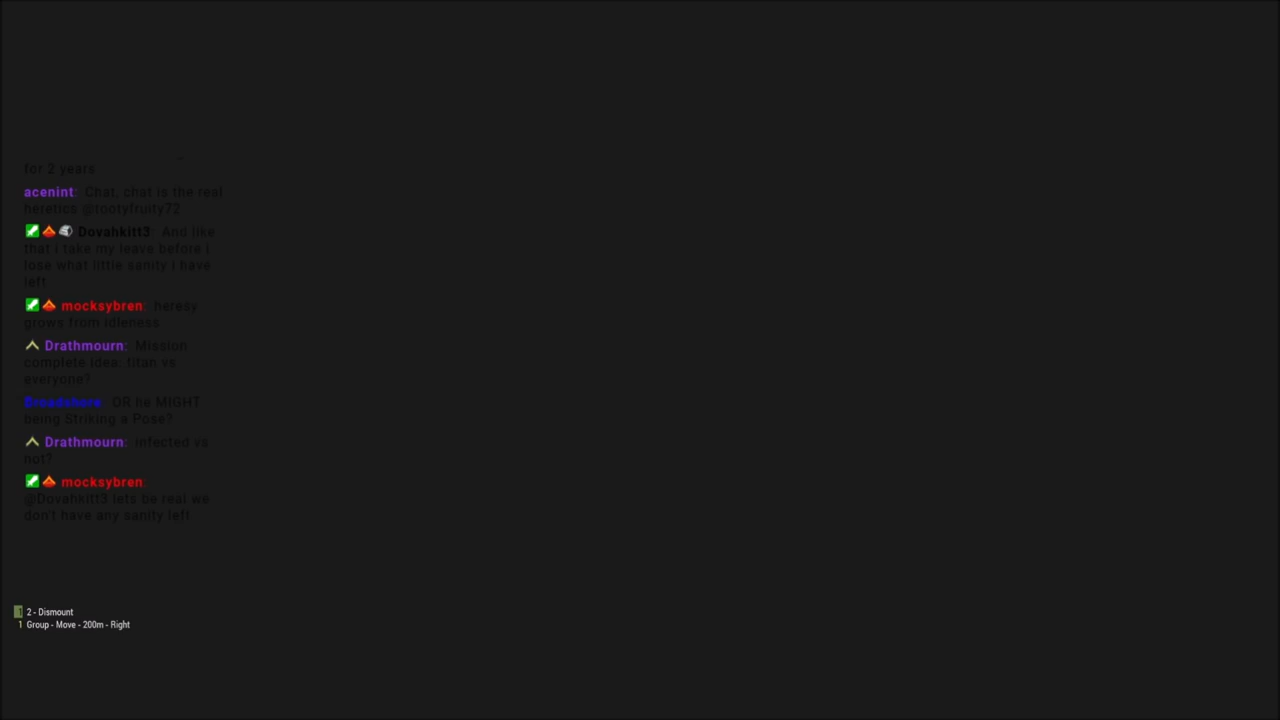 for 2 years
acenint: Chat, chat is the real
heretics @tootyfruity72
Dovahkitt3: And like
that i take my leave before i
lose what little sanity i have
left
mocksybren: heresy
grows from idleness
Drathmourn: Mission
complete idea: titan vs
everyone?
OR he MIGHT
being Striking a Pose?
Drathmourn: infected vs
not?
mocksybren:
@Dovahkitt3 lets be real we
don't have any sanity left
1 2 - Dismount
1 Group - Move - 200m - Right